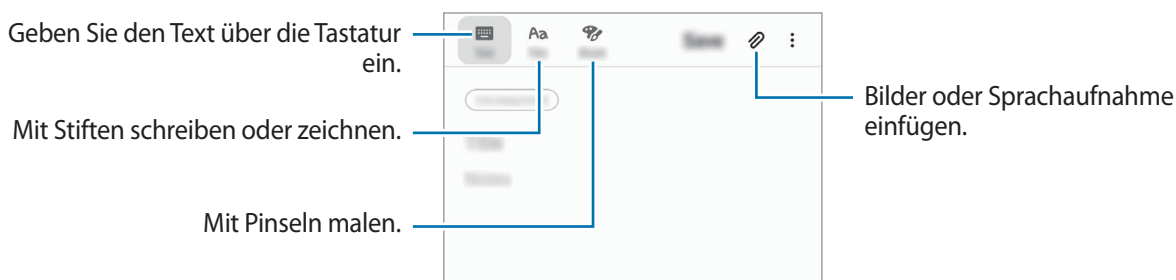 Geben Sie den Text über die Tastatur
ein.
Aa
Mit Stiften schreiben oder zeichnen.
Mit Pinseln malen.
Bilder oder Sprachaufnahme
einfügen.